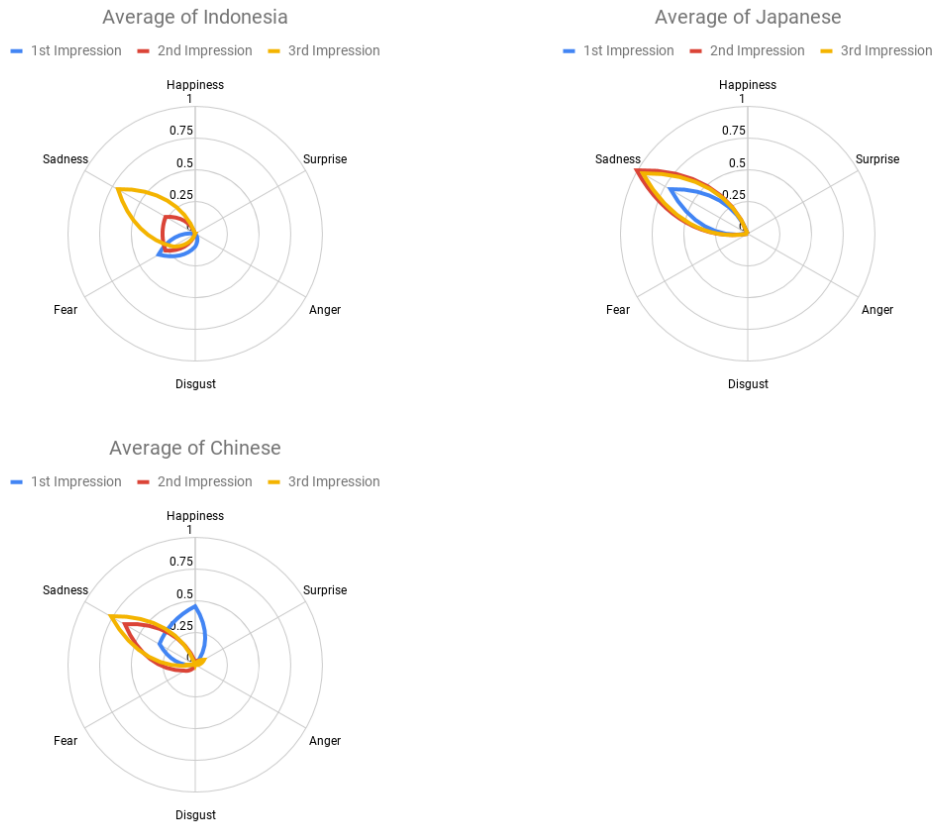 Average of Indonesia
1st Impression 2nd Impression 3rd Impression
Happiness
1
0.75
Sadness Surprise
0.5
0.25
0
Fear Anger
Disgust
Average of Japanese
1st Impression 2nd Impression 3rd Impression
Happiness
1
0.75
Sadness Surprise
0.5
0.25
0
Fear Anger
Disgust
Average of Chinese
1st Impression 2nd Impression 3rd Impression
Happiness
1
0.75
Sadness Surprise
0.5
0.25
0
Fear Anger
Disgust